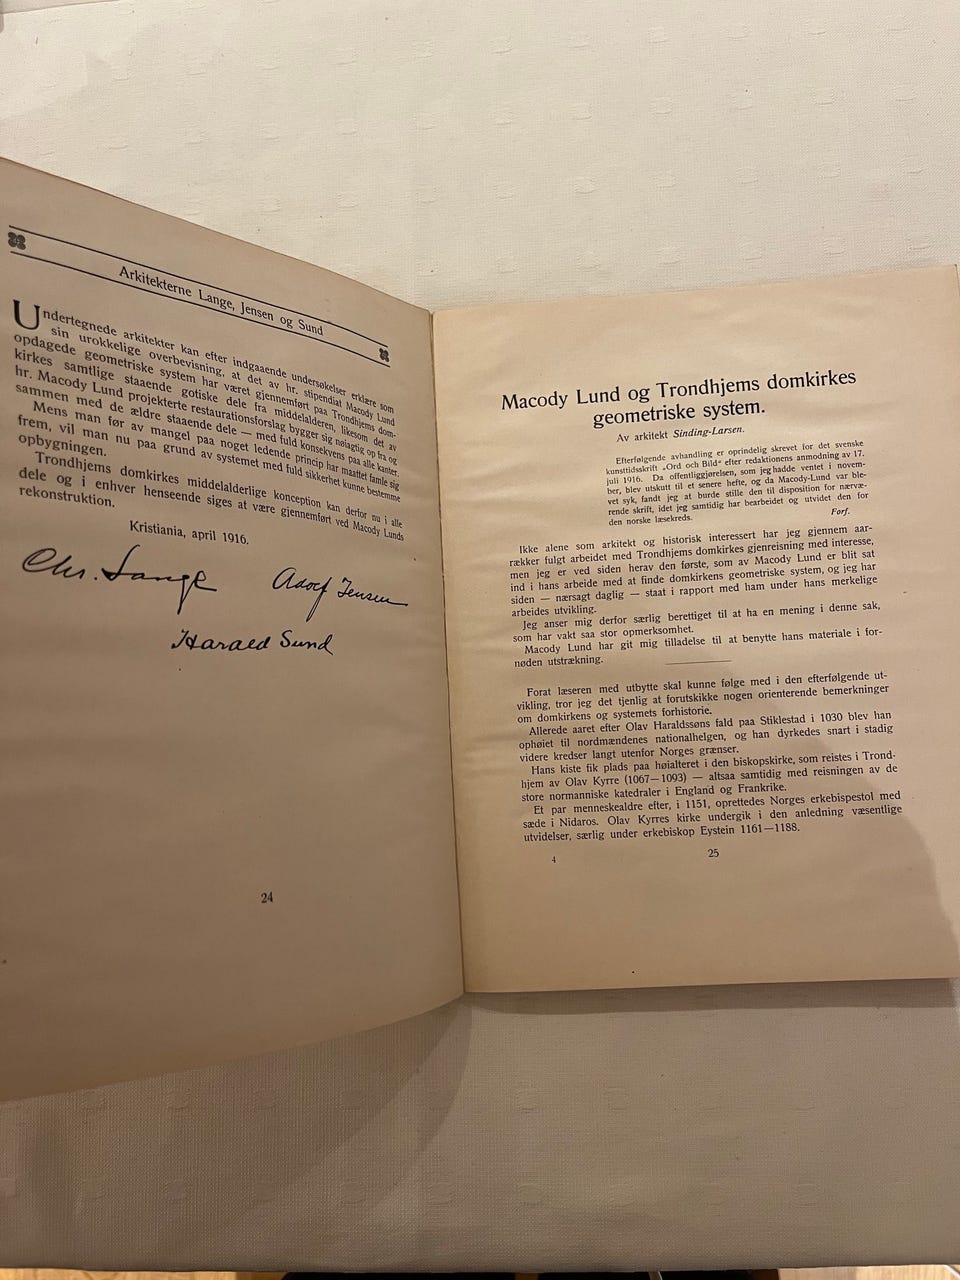 Arkitekterne Lange, Jensen og Sund
Undertegnede arkitekter kan efter indgaaende undersøkelser erklære som
sin urokkelige overbevisning, at det av hr. stipendiat Macody Lund
opdagede geometriske system har været gjennemført paa Trondhjems dom-
kirkes samtlige staaende gotiske dele fra middelalderen, likesom det av
hr. Macody Lund projekterte restaurationsforslag bygger sig nøiagtig op fra og
sammen med de ældre staaende dele — med fuld konsekvens paa alle kanter.
Mens man før av mangel paa noget ledende princip har maattet famle sig
frem, vil man nu paa grund av systemet med fuld sikkerhet kunne bestemme
opbygningen.
Trondhjems domkirkes middelalderlige konception kan derfor nu i alle
dele og i enhver henseende siges at være gjennemført ved Macody Lunds
rekonstruktion.
Kristiania, april 1916.
Chr. Lange
Adolf Jensen
Harald Sund
24
Macody Lund og Trondhjems domkirkes
geometriske system.
Av arkitekt Sinding-Larsen.
Efterfølgende avhandling er oprindelig skrevet for det svenske
kunsttidsskrift „Ord och Bild“ efter redaktionens anmodning av 17.
juli 1916. Da offentliggjørelsen, som jeg hadde ventet i novem-
ber, blev utskutt til et senere hefte, og da Macody-Lund var ble-
vet syk, fandt jeg at burde stille den til disposition for nærvæ-
rende skrift, idet jeg samtidig har bearbeidet og utvidet den for
den norske læsekreds. Forf.
Ikke alene som arkitekt og historisk interessert har jeg gjennem aar-
rækker fulgt arbeidet med Trondhjems domkirkes gjenreisning med interesse,
men jeg er ved siden herav den første, som av Macody Lund er blit sat
ind i hans arbeide med at finde domkirkens geometriske system, og jeg har
siden — nærsagt daglig — staat i rapport med ham under hans merkelige
arbeides utvikling.
Jeg anser mig derfor særlig berettiget til at ha en mening i denne sak,
som har vakt saa stor opmerksomhet.
Macody Lund har git mig tilladelse til at benytte hans materiale i for-
nøden utstrækning.
Forat læseren med utbytte skal kunne følge med i den efterfølgende ut-
vikling, tror jeg det tjenlig at forutskikke nogen orienterende bemerkninger
om domkirkens og systemets forhistorie.
Allerede aaret efter Olav Haraldssøns fald paa Stiklestad i 1030 blev han
ophøiet til nordmændenes nationalhelgen, og han dyrkedes snart i stadig
videre kredser langt utenfor Norges grænser.
Hans kiste fik plads paa høialteret i den biskopskirke, som reistes i Trond-
hjem av Olav Kyrre (1067—1093) — altsaa samtidig med reisningen av de
store normanniske katedraler i England og Frankrike.
Et par menneskealdre efter, i 1151, oprettedes Norges erkebispestol med
sæde i Nidaros. Olav Kyrres kirke undergik i den anledning væsentlige
utvidelser, særlig under erkebiskop Eystein 1161—1188.
4
25